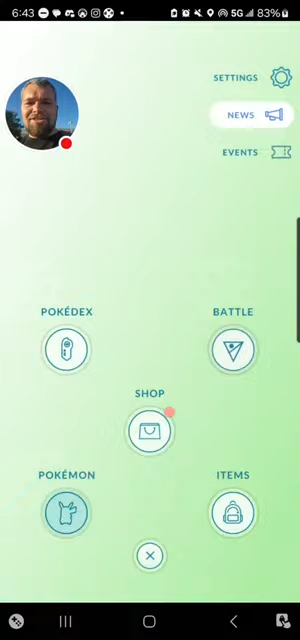 6:43
5G 83%
SETTINGS
NEWS
EVENTS
POKÉDEX
BATTLE
SHOP
POKÉMON
ITEMS